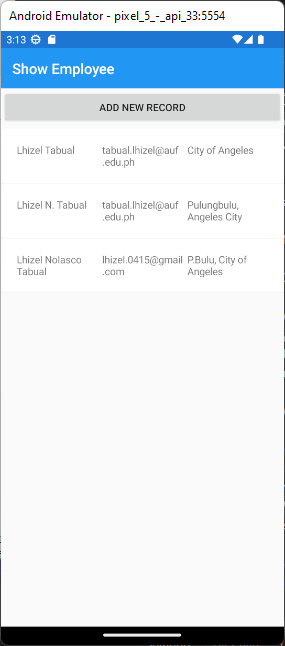 Android Emulator - pixel_5_-_api_33:5554
3:13
Show Employee
ADD NEW RECORD
Lhizel Tabual
tabual.lhizel@auf
.edu.ph
City of Angeles
Lhizel N. Tabual
tabual.lhizel@auf
.edu.ph
Pulungbulu,
Angeles City
Lhizel Nolasco
Tabual
lhizel.0415@gmail
.com
P.Bulu, City of
Angeles